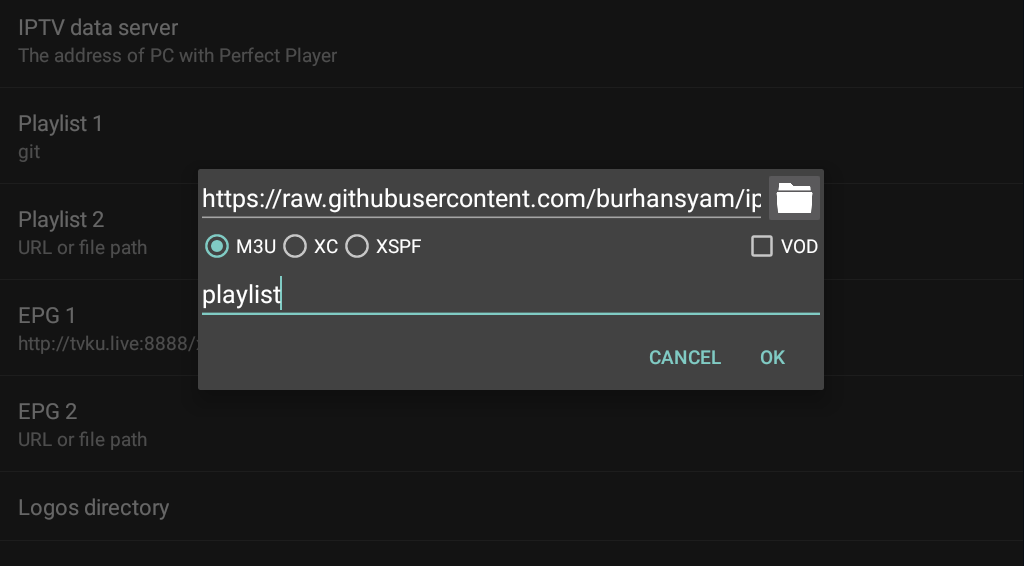 IPTV data server
The address of PC with Perfect Player
Playlist 1
git
https://raw.githubusercontent.com/burhansyam/ip
Playlist 2
URL or file path
M3U XC XSPF VOD
playlist
EPG 1
http://tvku.live:8888/
CANCEL OK
EPG 2
URL or file path
Logos directory